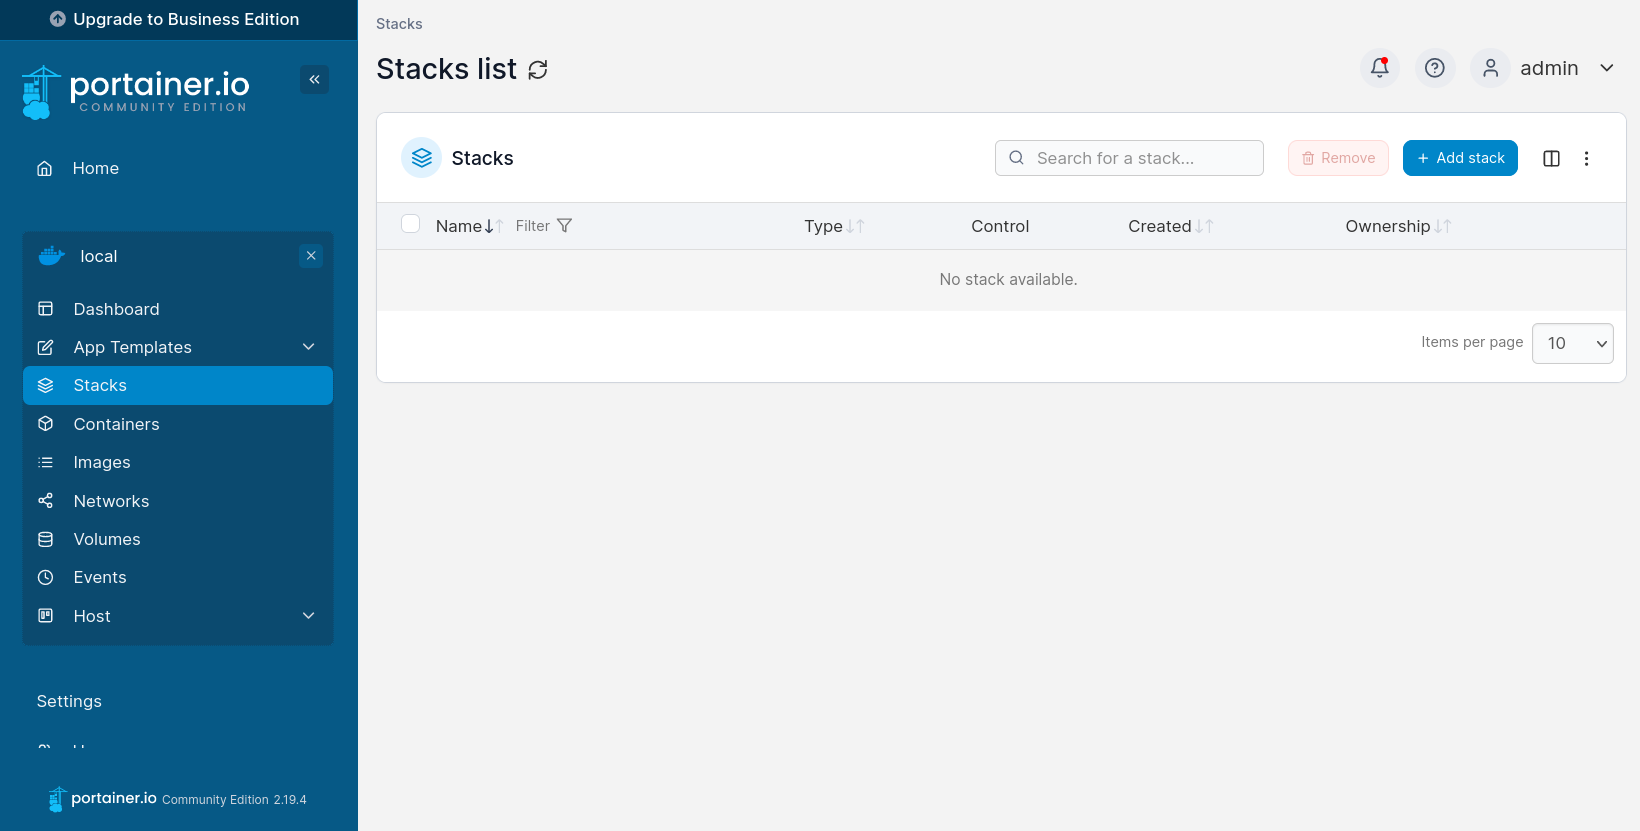 Upgrade to Business Edition
portainer.io
COMMUNITY EDITION
Home
local
Dashboard
App Templates
Stacks
Containers
Images
Networks
Volumes
Events
Host
Settings
portainer.io Community Edition 2.19.4
Stacks
Stacks list
admin
Stacks
Search for a stack...
Remove
Add stack
Name Filter Type Control Created Ownership
No stack available.
Items per page 10